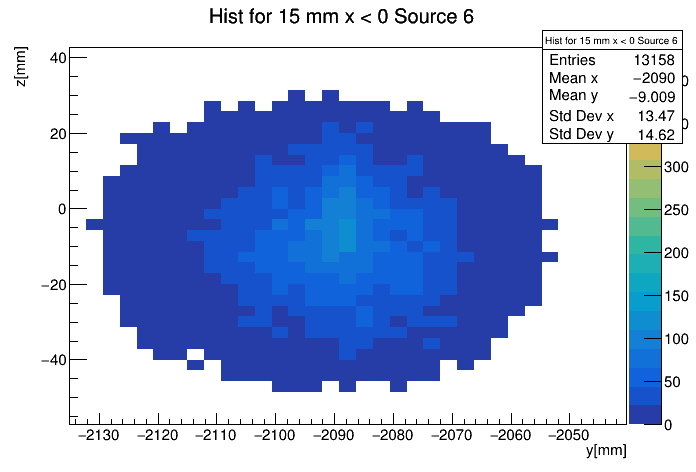 Hist for 15 mm x < 0 Source 6
z[mm]
40
20
0
−20
−40
−2130 −2120 −2110 −2100 −2090 −2080 −2070 −2060 −2050
y[mm]
Hist for 15 mm x < 0 Source 6
Entries 13158
Mean x −2090
Mean y −9.009
Std Dev x 13.47
Std Dev y 14.62
300
250
200
150
100
50
0